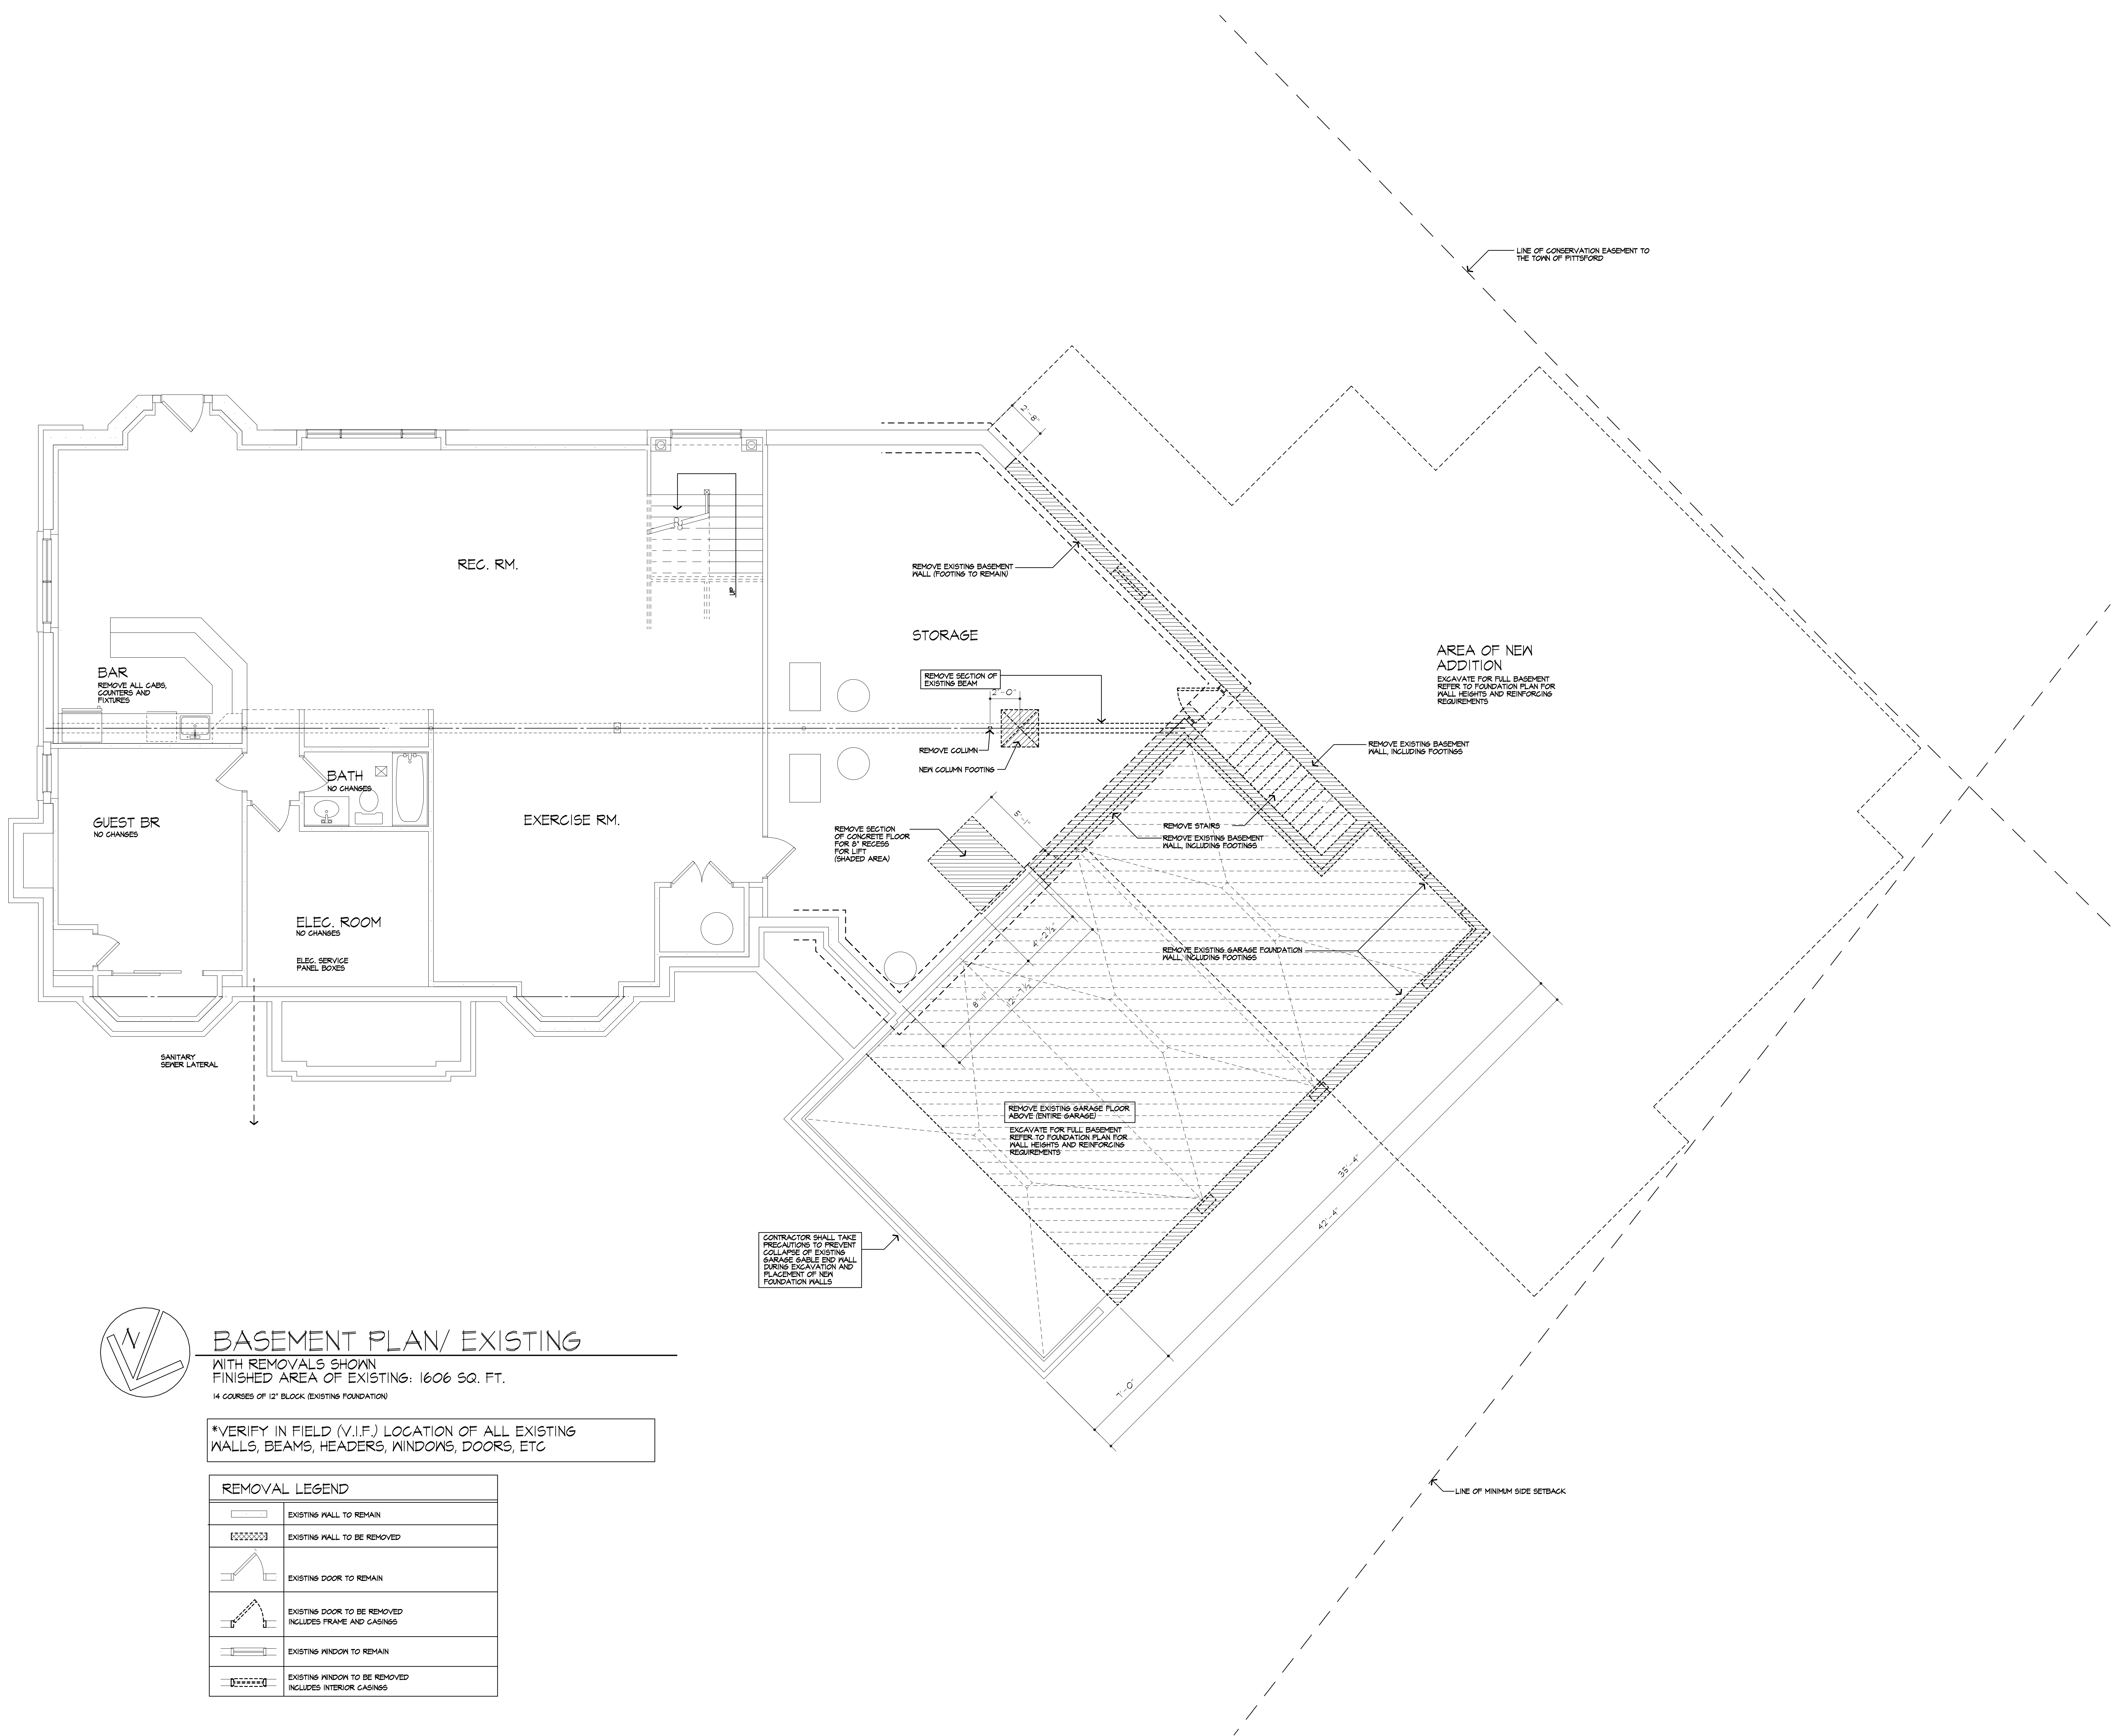 LINE OF CONSERVATION EASEMENT TO
THE TOWN OF PITTSFORD
2'-8"
REC. RM.
REMOVE EXISTING BASEMENT
WALL (FOOTING TO REMAIN)
UP
STORAGE
AREA OF NEW
ADDITION
EXCAVATE FOR FULL BASEMENT
REFER TO FOUNDATION PLAN FOR
WALL HEIGHTS AND REINFORCING
REQUIREMENTS
BAR
REMOVE ALL CABS,
COUNTERS AND
FIXTURES
REMOVE SECTION OF
EXISTING BEAM
2'-0"
REMOVE COLUMN
NEW COLUMN FOOTING
REMOVE EXISTING BASEMENT
WALL, INCLUDING FOOTINGS
BATH
NO CHANGES
GUEST BR
NO CHANGES
EXERCISE RM.
5'-1"
REMOVE SECTION
OF CONCRETE FLOOR
FOR 8" RECESS
FOR LIFT
(SHADED AREA)
REMOVE STAIRS
REMOVE EXISTING BASEMENT
WALL, INCLUDING FOOTINGS
ELEC. ROOM
NO CHANGES
ELEC. SERVICE
PANEL BOXES
4'-2½"
8'-1"
12'-7½"
REMOVE EXISTING GARAGE FOUNDATION
WALL, INCLUDING FOOTINGS
SANITARY
SEWER LATERAL
REMOVE EXISTING GARAGE FLOOR
ABOVE (ENTIRE GARAGE)
EXCAVATE FOR FULL BASEMENT
REFER TO FOUNDATION PLAN FOR
WALL HEIGHTS AND REINFORCING
REQUIREMENTS
35'-4"
42'-4"
7'-0"
CONTRACTOR SHALL TAKE
PRECAUTIONS TO PREVENT
COLLAPSE OF EXISTING
GARAGE GABLE END WALL
DURING EXCAVATION AND
PLACEMENT OF NEW
FOUNDATION WALLS
N
BASEMENT PLAN/ EXISTING
WITH REMOVALS SHOWN
FINISHED AREA OF EXISTING: 1606 SQ. FT.
14 COURSES OF 12" BLOCK (EXISTING FOUNDATION)
*VERIFY IN FIELD (V.I.F.) LOCATION OF ALL EXISTING
WALLS, BEAMS, HEADERS, WINDOWS, DOORS, ETC
REMOVAL LEGEND
EXISTING WALL TO REMAIN
EXISTING WALL TO BE REMOVED
EXISTING DOOR TO REMAIN
EXISTING DOOR TO BE REMOVED
INCLUDES FRAME AND CASINGS
EXISTING WINDOW TO REMAIN
EXISTING WINDOW TO BE REMOVED
INCLUDES INTERIOR CASINGS
LINE OF MINIMUM SIDE SETBACK